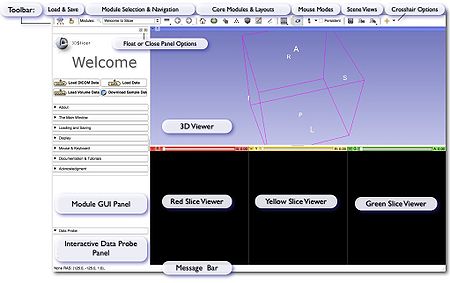 Toolbar: Load & Save Module Selection & Navigation Core Modules & Layouts Mouse Modes Scene Views Crosshair Options
Modules: Welcome to Slicer Persistent
Float or Close Panel Options
3DSlicer
Welcome
Load DICOM Data Load Data
Load Volume Data Download Sample Data
About
The Main Window
Loading and Saving
Display
Mouse & Keyboard
Documentation & Tutorials
Acknowledgment
A
R
S
P
L
3D Viewer
Module GUI Panel
Red Slice Viewer Yellow Slice Viewer Green Slice Viewer
Data Probe
Interactive Data Probe
Panel
Message Bar